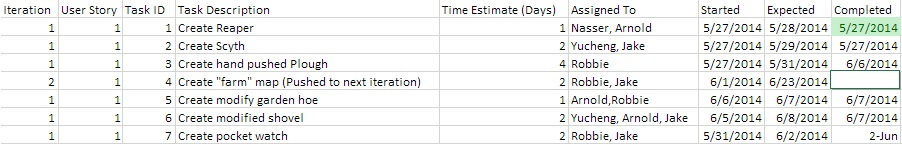 Iteration User Story Task ID Task Description Time Estimate (Days) Assigned To Started Expected Completed
1 1 1 Create Reaper 1 Nasser, Arnold 5/27/2014 5/28/2014 5/27/2014
1 1 2 Create Scyth 2 Yucheng, Jake 5/27/2014 5/29/2014 5/27/2014
1 1 3 Create hand pushed Plough 4 Robbie 5/27/2014 5/31/2014 6/6/2014
2 1 4 Create "farm" map (Pushed to next iteration) 2 Robbie, Jake 6/1/2014 6/23/2014
1 1 5 Create modify garden hoe 1 Arnold,Robbie 6/6/2014 6/7/2014 6/7/2014
1 1 6 Create modified shovel 2 Yucheng, Arnold, Jake 6/5/2014 6/8/2014 6/7/2014
1 1 7 Create pocket watch 2 Robbie, Jake 5/31/2014 6/2/2014 2-Jun